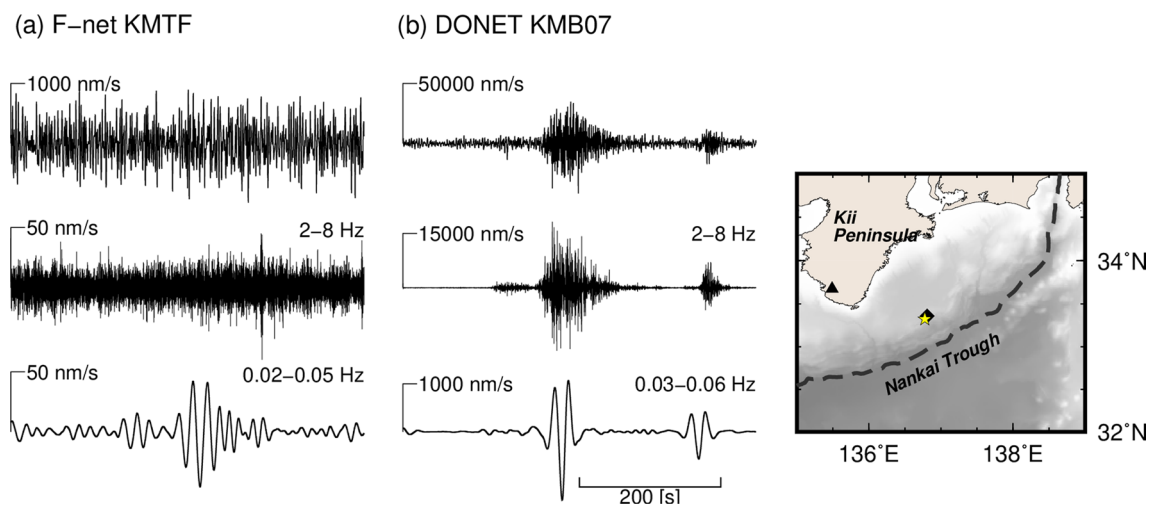 (a) F−net KMTF
(b) DONET KMB07
1000 nm/s
50000 nm/s
50 nm/s
2−8 Hz
15000 nm/s
2−8 Hz
50 nm/s
0.02−0.05 Hz
1000 nm/s
0.03−0.06 Hz
200 [s]
Kii
Peninsula
Nankai Trough
34˚N
32˚N
136˚E
138˚E